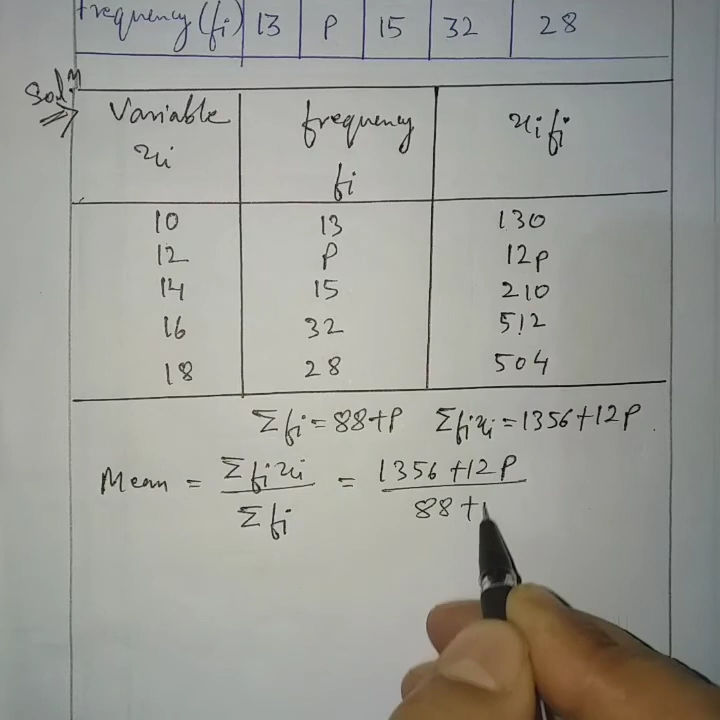 frequency (fi) 13 P 15 32 28
Solⁿ
Variable xi frequency fi xifi
10 13 130
12 P 12P
14 15 210
16 32 512
18 28 504
Σfi = 88+P Σfixi = 1356+12P.
Mean = Σfixi / Σfi = 1356+12P / 88+